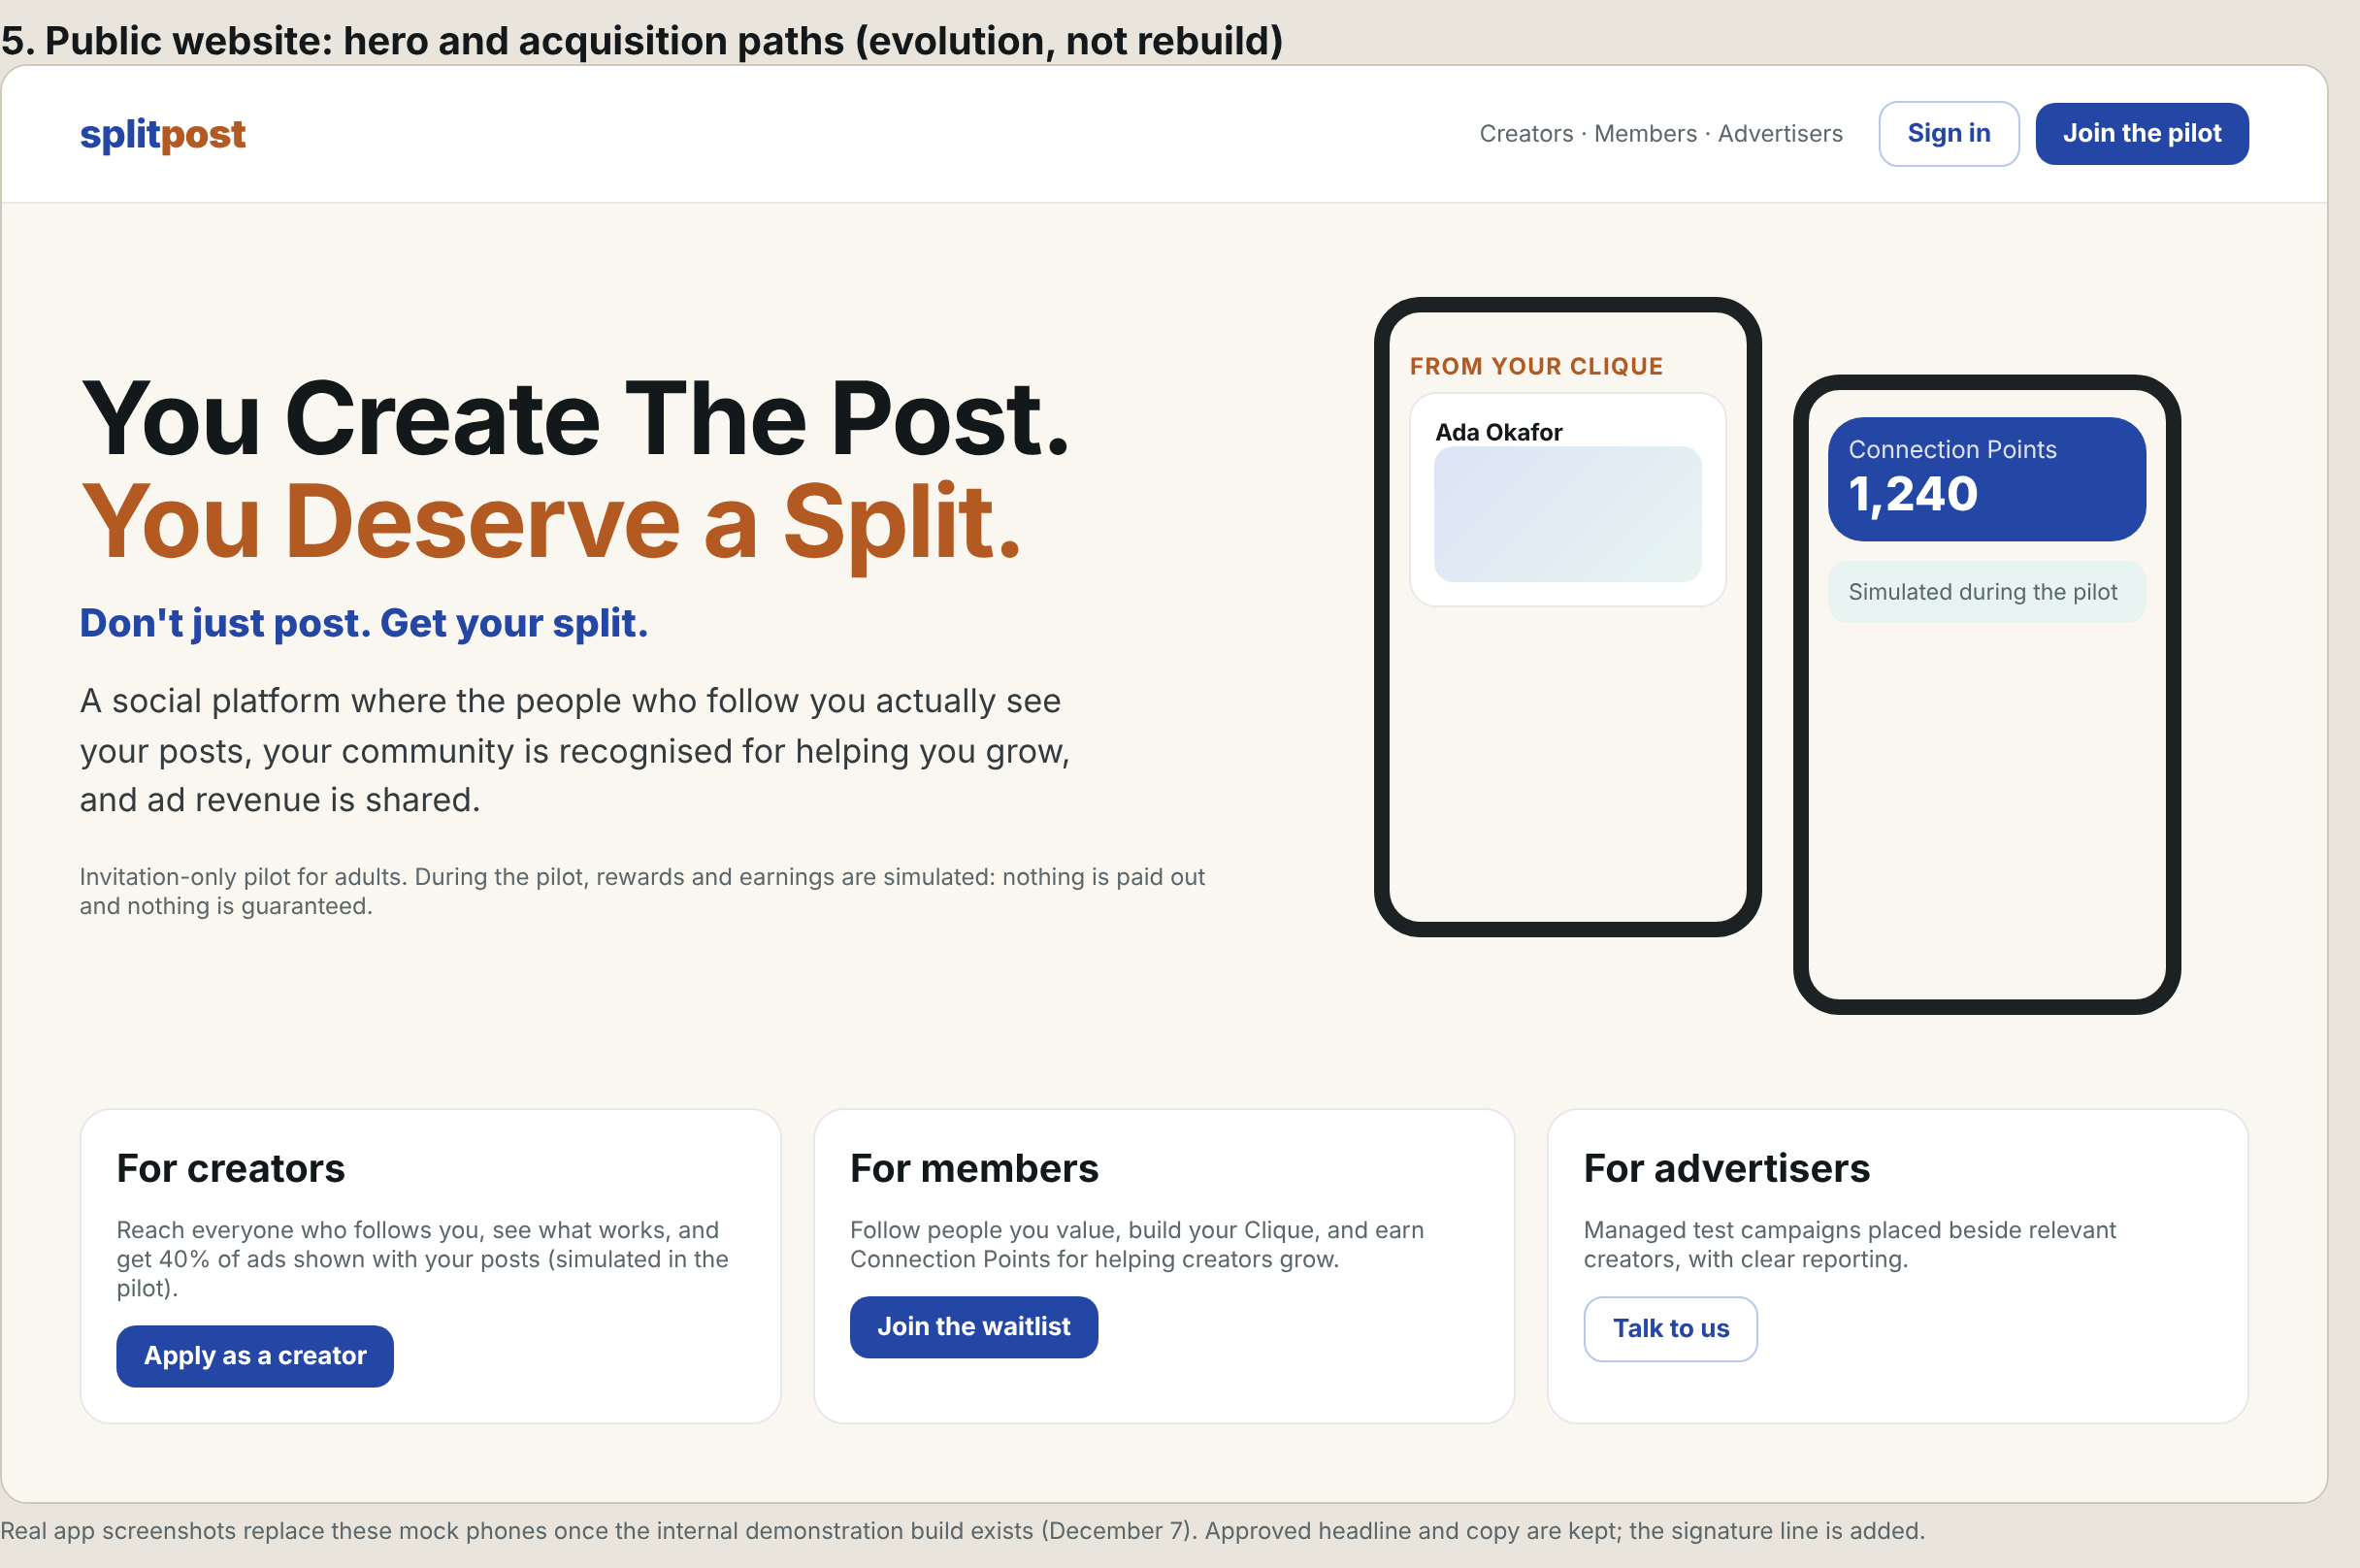 5. Public website: hero and acquisition paths (evolution, not rebuild)
splitpost
Creators · Members · Advertisers
Sign in
Join the pilot
You Create The Post.
You Deserve a Split.
Don't just post. Get your split.
A social platform where the people who follow you actually see
your posts, your community is recognised for helping you grow,
and ad revenue is shared.
Invitation-only pilot for adults. During the pilot, rewards and earnings are simulated: nothing is paid out
and nothing is guaranteed.
FROM YOUR CLIQUE
Ada Okafor
Connection Points
1,240
Simulated during the pilot
For creators
Reach everyone who follows you, see what works, and
get 40% of ads shown with your posts (simulated in the
pilot).
Apply as a creator
For members
Follow people you value, build your Clique, and earn
Connection Points for helping creators grow.
Join the waitlist
For advertisers
Managed test campaigns placed beside relevant
creators, with clear reporting.
Talk to us
Real app screenshots replace these mock phones once the internal demonstration build exists (December 7). Approved headline and copy are kept; the signature line is added.